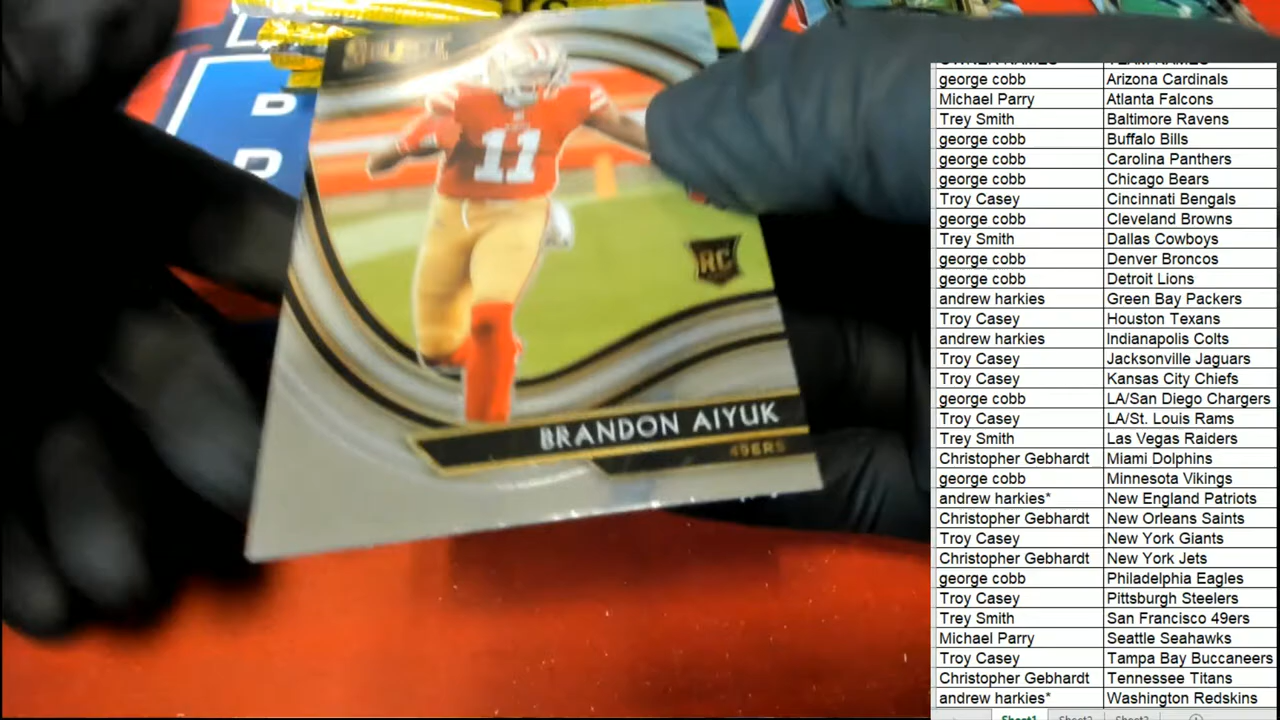 SELECT
11
RC
BRANDON AIYUK
49ERS
OWNER NAMES TEAM NAMES
george cobb Arizona Cardinals
Michael Parry Atlanta Falcons
Trey Smith Baltimore Ravens
george cobb Buffalo Bills
george cobb Carolina Panthers
george cobb Chicago Bears
Troy Casey Cincinnati Bengals
george cobb Cleveland Browns
Trey Smith Dallas Cowboys
george cobb Denver Broncos
george cobb Detroit Lions
andrew harkies Green Bay Packers
Troy Casey Houston Texans
andrew harkies Indianapolis Colts
Troy Casey Jacksonville Jaguars
Troy Casey Kansas City Chiefs
george cobb LA/San Diego Chargers
Troy Casey LA/St. Louis Rams
Trey Smith Las Vegas Raiders
Christopher Gebhardt Miami Dolphins
george cobb Minnesota Vikings
andrew harkies* New England Patriots
Christopher Gebhardt New Orleans Saints
Troy Casey New York Giants
Christopher Gebhardt New York Jets
george cobb Philadelphia Eagles
Troy Casey Pittsburgh Steelers
Trey Smith San Francisco 49ers
Michael Parry Seattle Seahawks
Troy Casey Tampa Bay Buccaneers
Christopher Gebhardt Tennessee Titans
andrew harkies* Washington Redskins
Sheet1 Sheet2 Sheet3